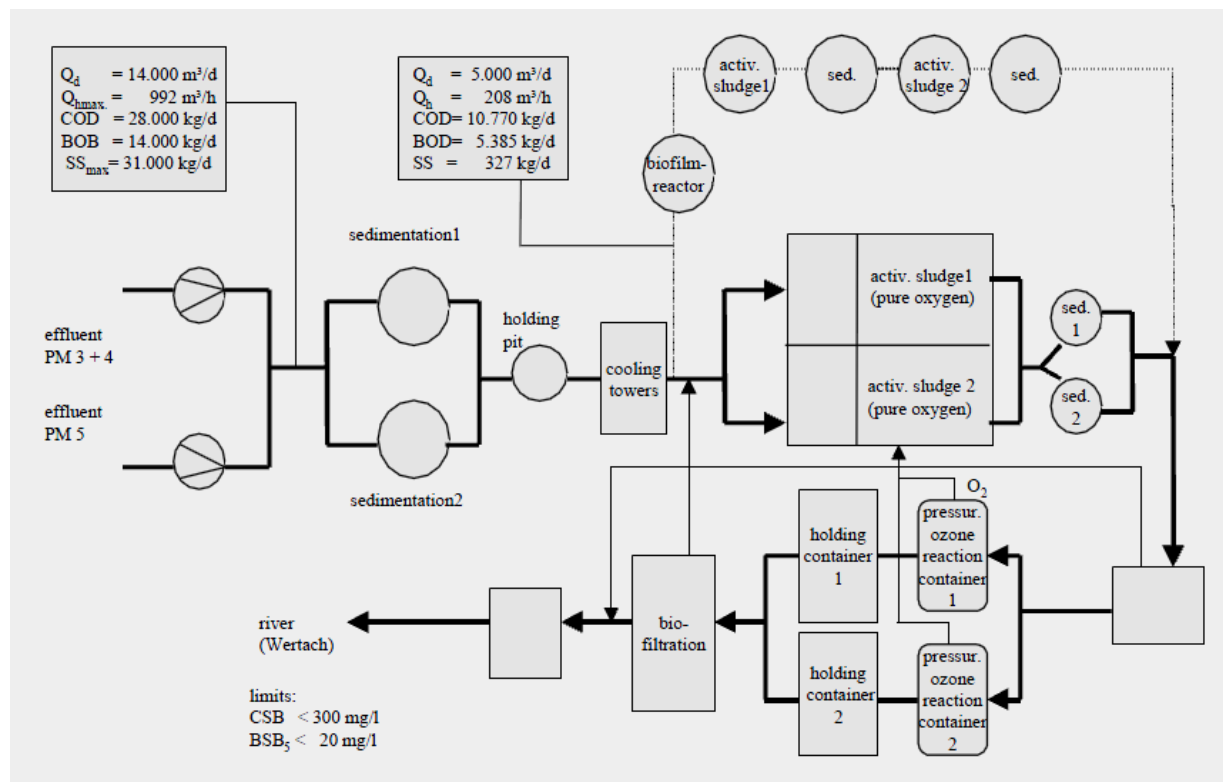 Qd = 14.000 m³/d
Qhmax. = 992 m³/h
COD = 28.000 kg/d
BOB = 14.000 kg/d
SSmax= 31.000 kg/d
Qd = 5.000 m³/d
Qh = 208 m³/h
COD= 10.770 kg/d
BOD= 5.385 kg/d
SS = 327 kg/d
activ.
sludge1
sed.
activ.
sludge 2
sed.
biofilm-
reactor
sedimentation1
effluent
PM 3 + 4
effluent
PM 5
sedimentation2
holding
pit
cooling
towers
activ. sludge1
(pure oxygen)
activ. sludge 2
(pure oxygen)
sed.
1
sed.
2
O2
pressur.
ozone
reaction
container
1
holding
container
1
pressur.
ozone
reaction
container
2
holding
container
2
bio-
filtration
river
(Wertach)
limits:
CSB < 300 mg/l
BSB5 < 20 mg/l